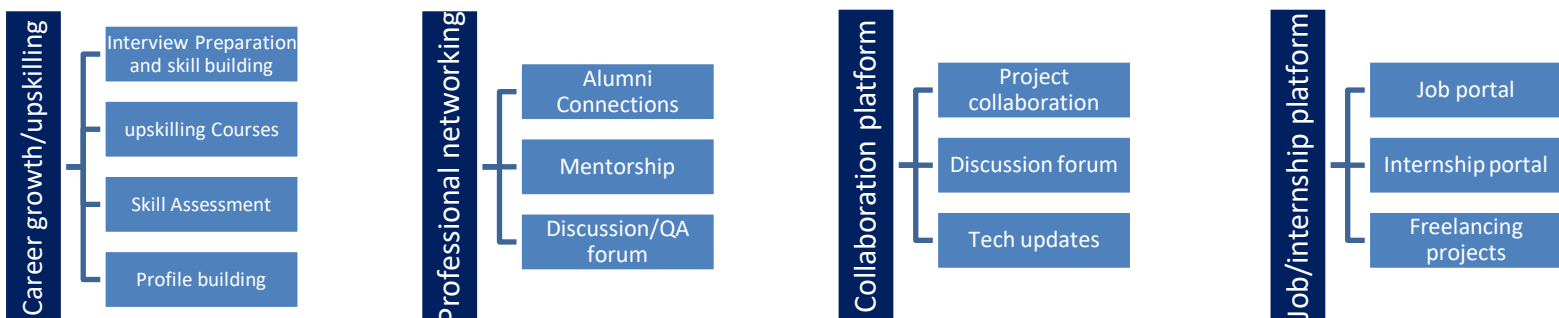 Career growth/upskilling
Interview Preparation
and skill building
upskilling Courses
Skill Assessment
Profile building
Professional networking
Alumni
Connections
Mentorship
Discussion/QA
forum
Collaboration platform
Project
collaboration
Discussion forum
Tech updates
Job/internship platform
Job portal
Internship portal
Freelancing
projects